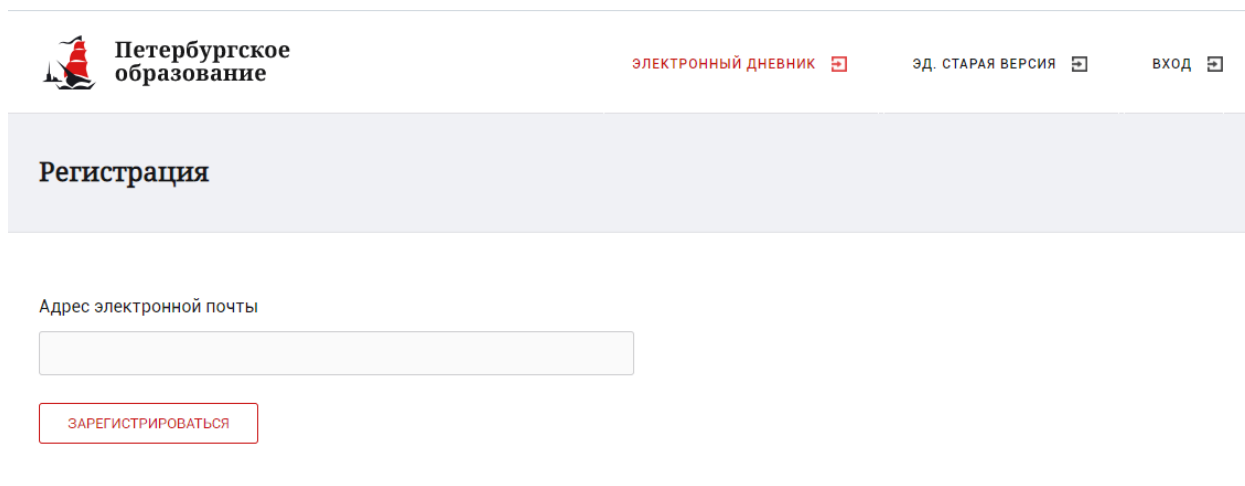 Петербургское
образование
ЭЛЕКТРОННЫЙ ДНЕВНИК
ЭД. СТАРАЯ ВЕРСИЯ
ВХОД
Регистрация
Адрес электронной почты
ЗАРЕГИСТРИРОВАТЬСЯ